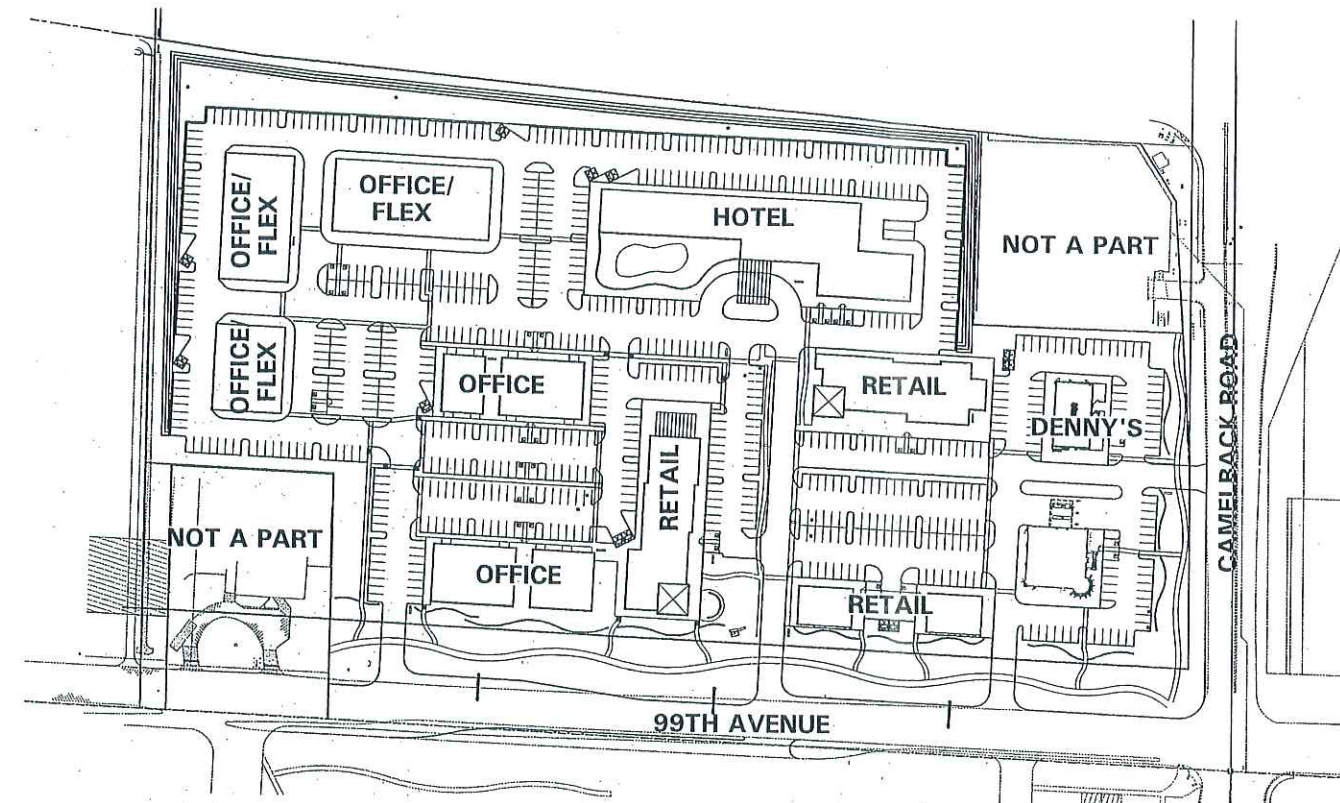 OFFICE/
FLEX
OFFICE/
FLEX
HOTEL
NOT A PART
OFFICE/
FLEX
OFFICE
RETAIL
DENNY'S
RETAIL
CAMELBACK ROAD
NOT A PART
OFFICE
RETAIL
99TH AVENUE